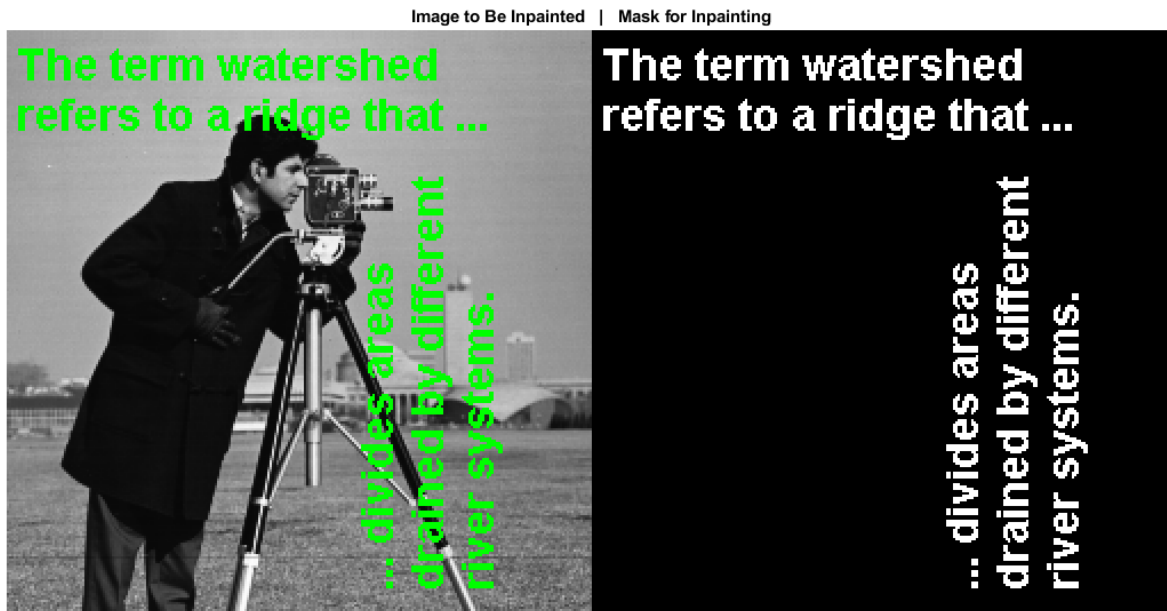 Image to Be Inpainted | Mask for Inpainting
The term watershed
refers to a ridge that ...
... divides areas
drained by different
river systems.
The term watershed
refers to a ridge that ...
... divides areas
drained by different
river systems.